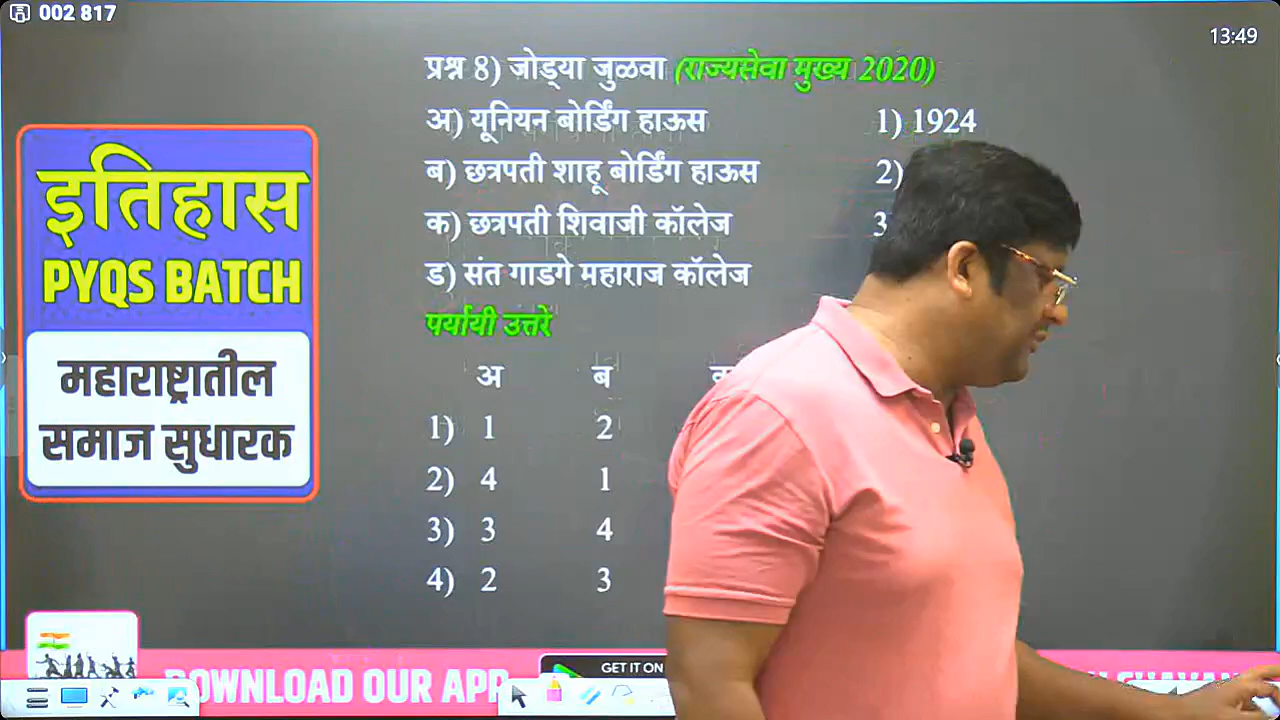 002 817
13:49
प्रश्न 8) जोड्या जुळवा (राज्यसेवा मुख्य 2020)
अ) यूनियन बोर्डिंग हाऊस 1) 1924
ब) छत्रपती शाहू बोर्डिंग हाऊस 2)
क) छत्रपती शिवाजी कॉलेज 3
ड) संत गाडगे महाराज कॉलेज
पर्यायी उत्तरे
अ ब
1) 1 2
2) 4 1
3) 3 4
4) 2 3
इतिहास
PYQS BATCH
महाराष्ट्रातील
समाज सुधारक
DOWNLOAD OUR APP
GET IT ON